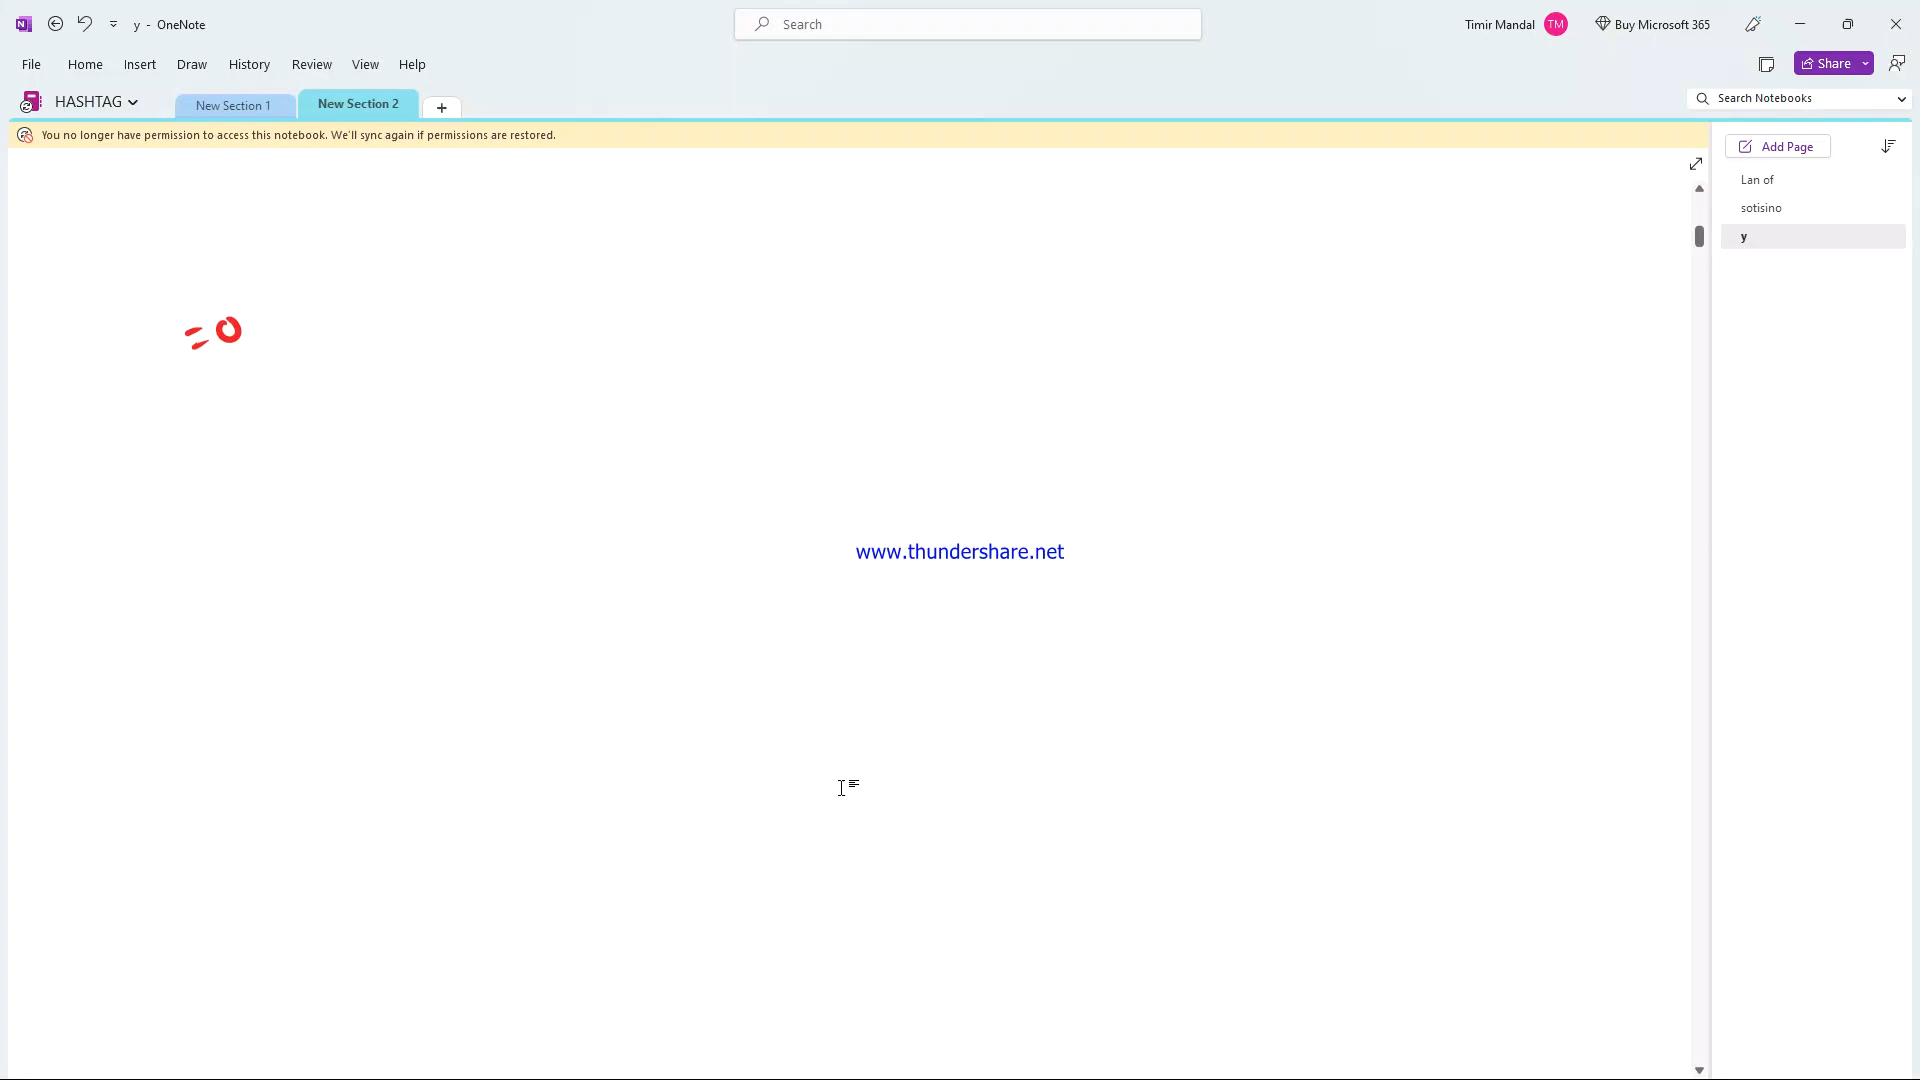 y - OneNote
Search
Timir Mandal TM
Buy Microsoft 365
File Home Insert Draw History Review View Help
Share
HASHTAG
New Section 1
New Section 2
+
Search Notebooks
You no longer have permission to access this notebook. We'll sync again if permissions are restored.
Add Page
Lan of
sotisino
y
=0
www.thundershare.net